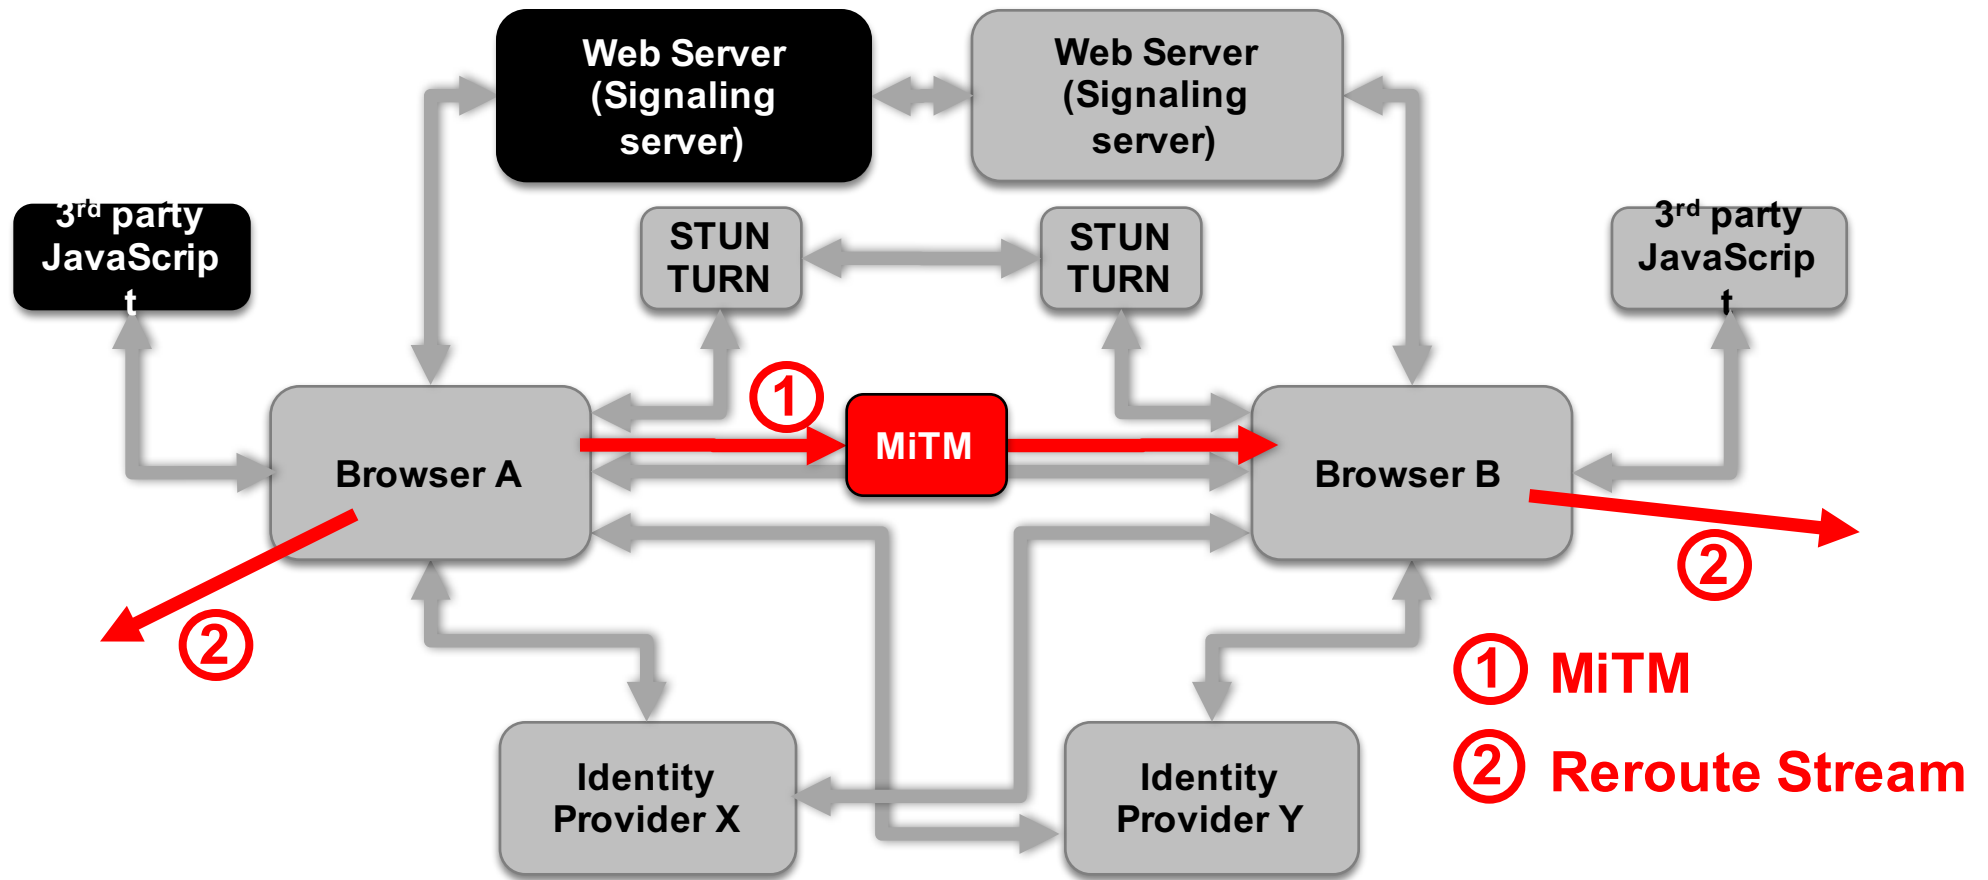 Web Server
(Signaling
server)
Web Server
(Signaling
server)
3rd party
JavaScrip
t
STUN
TURN
STUN
TURN
3rd party
JavaScrip
t
1
MiTM
Browser A
Browser B
2
2
1 MiTM
2 Reroute Stream
Identity
Provider X
Identity
Provider Y